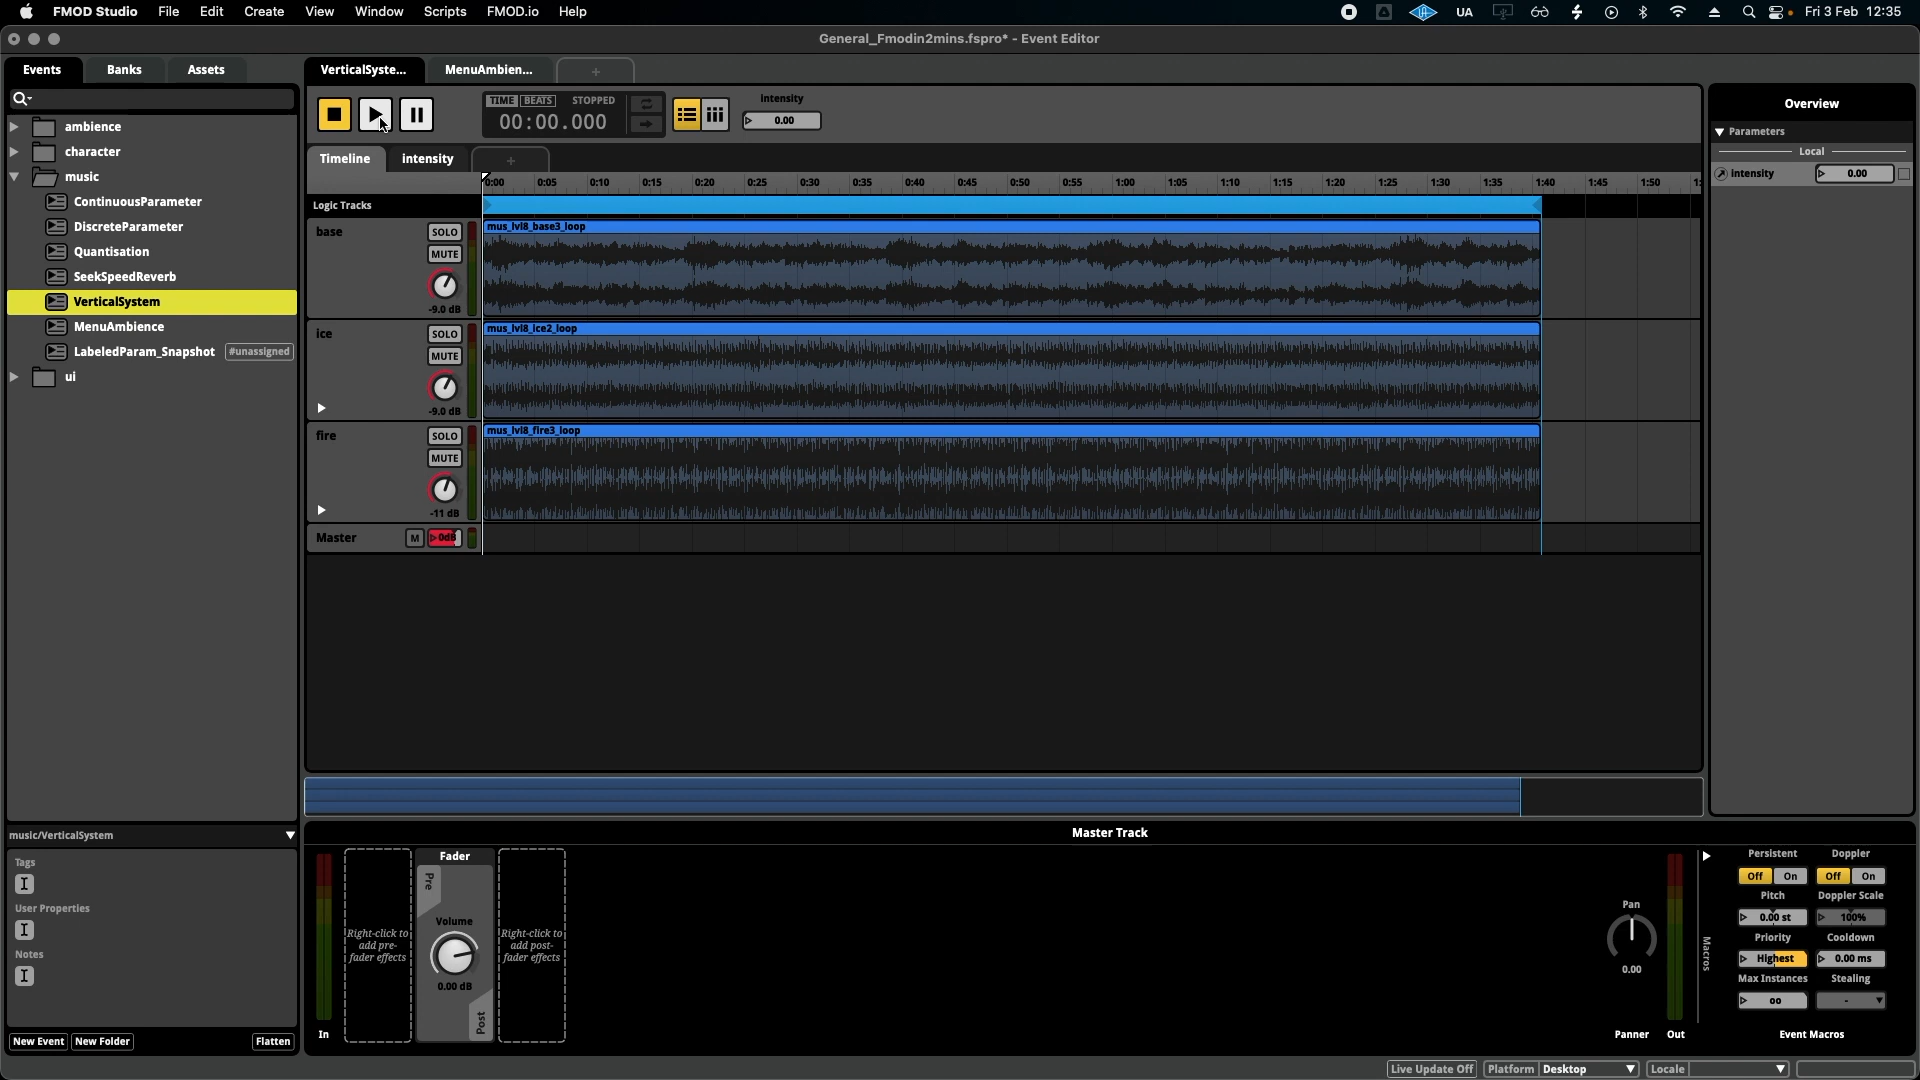 FMOD Studio File Edit Create View Window Scripts FMOD.io Help UA Fri 3 Feb 12:35
General_Fmodin2mins.fspro* - Event Editor
Events Banks Assets
VerticalSyste... MenuAmbien... +
Overview
Parameters
Local
intensity 0.00
ambience
character
music
ContinuousParameter
DiscreteParameter
Quantisation
SeekSpeedReverb
VerticalSystem
MenuAmbience
LabeledParam_Snapshot #unassigned
ui
TIME BEATS STOPPED
00:00.000
intensity
0.00
Timeline intensity +
0:00 0:05 0:10 0:15 0:20 0:25 0:30 0:35 0:40 0:45 0:50 0:55 1:00 1:05 1:10 1:15 1:20 1:25 1:30 1:35 1:40 1:45 1:50
Logic Tracks
base SOLO mus_lvl8_base3_loop
MUTE
-9.0 dB
ice SOLO mus_lvl8_ice2_loop
MUTE
-9.0 dB
fire SOLO mus_lvl8_fire3_loop
MUTE
-11 dB
Master M 0dB
music/VerticalSystem
Tags
User Properties
Notes
New Event New Folder Flatten
Master Track
In
Right-click to
add pre-
fader effects
Fader
Pre
Volume
0.00 dB
Post
Right-click to
add post-
fader effects
Pan
0.00
Panner Out
Macros
Persistent Doppler
Off On Off On
Pitch Doppler Scale
0.00 st 100%
Priority Cooldown
Highest 0.00 ms
Max Instances Stealing
oo -
Event Macros
Live Update Off Platform Desktop Locale